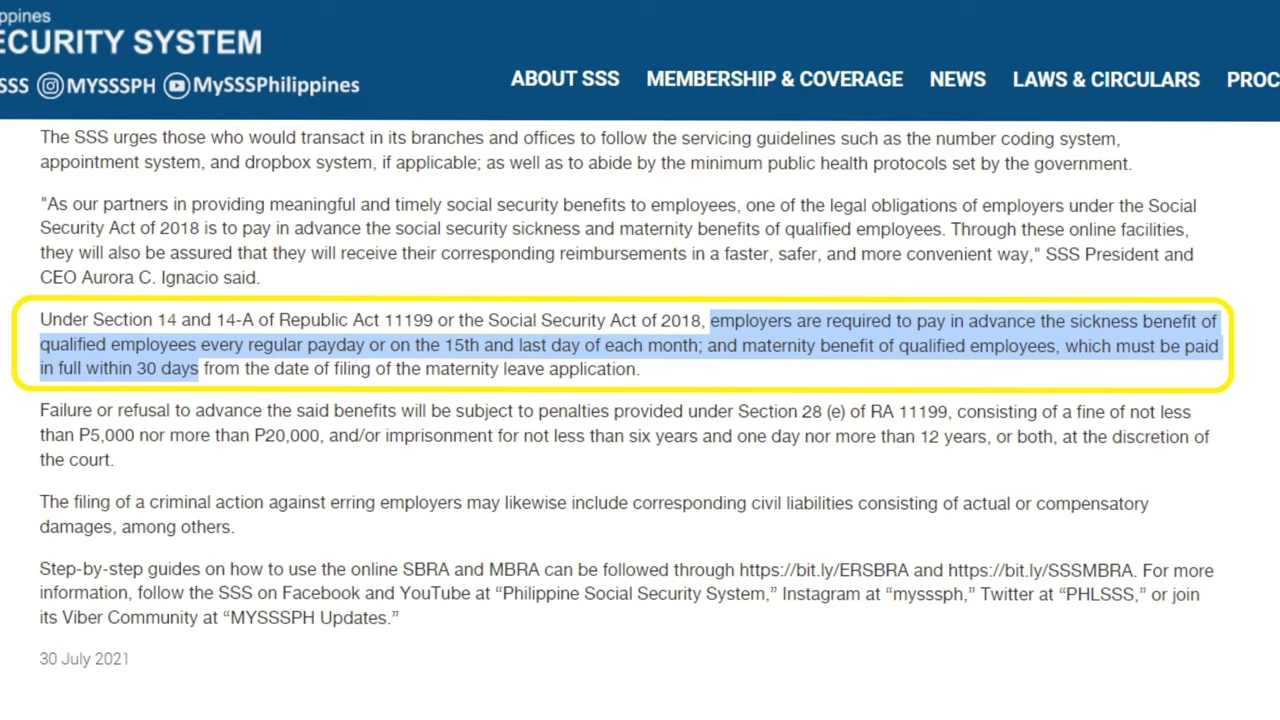 ppines
ECURITY SYSTEM
SSS MYSSSPH MySSSPhilippines
ABOUT SSS MEMBERSHIP & COVERAGE NEWS LAWS & CIRCULARS PROC
The SSS urges those who would transact in its branches and offices to follow the servicing guidelines such as the number coding system,
appointment system, and dropbox system, if applicable; as well as to abide by the minimum public health protocols set by the government.
"As our partners in providing meaningful and timely social security benefits to employees, one of the legal obligations of employers under the Social
Security Act of 2018 is to pay in advance the social security sickness and maternity benefits of qualified employees. Through these online facilities,
they will also be assured that they will receive their corresponding reimbursements in a faster, safer, and more convenient way," SSS President and
CEO Aurora C. Ignacio said.
Under Section 14 and 14-A of Republic Act 11199 or the Social Security Act of 2018, employers are required to pay in advance the sickness benefit of
qualified employees every regular payday or on the 15th and last day of each month; and maternity benefit of qualified employees, which must be paid
in full within 30 days from the date of filing of the maternity leave application.
Failure or refusal to advance the said benefits will be subject to penalties provided under Section 28 (e) of RA 11199, consisting of a fine of not less
than P5,000 nor more than P20,000, and/or imprisonment for not less than six years and one day nor more than 12 years, or both, at the discretion of
the court.
The filing of a criminal action against erring employers may likewise include corresponding civil liabilities consisting of actual or compensatory
damages, among others.
Step-by-step guides on how to use the online SBRA and MBRA can be followed through https://bit.ly/ERSBRA and https://bit.ly/SSSMBRA. For more
information, follow the SSS on Facebook and YouTube at “Philippine Social Security System,” Instagram at “mysssph,” Twitter at “PHLSSS,” or join
its Viber Community at “MYSSSPH Updates.”
30 July 2021